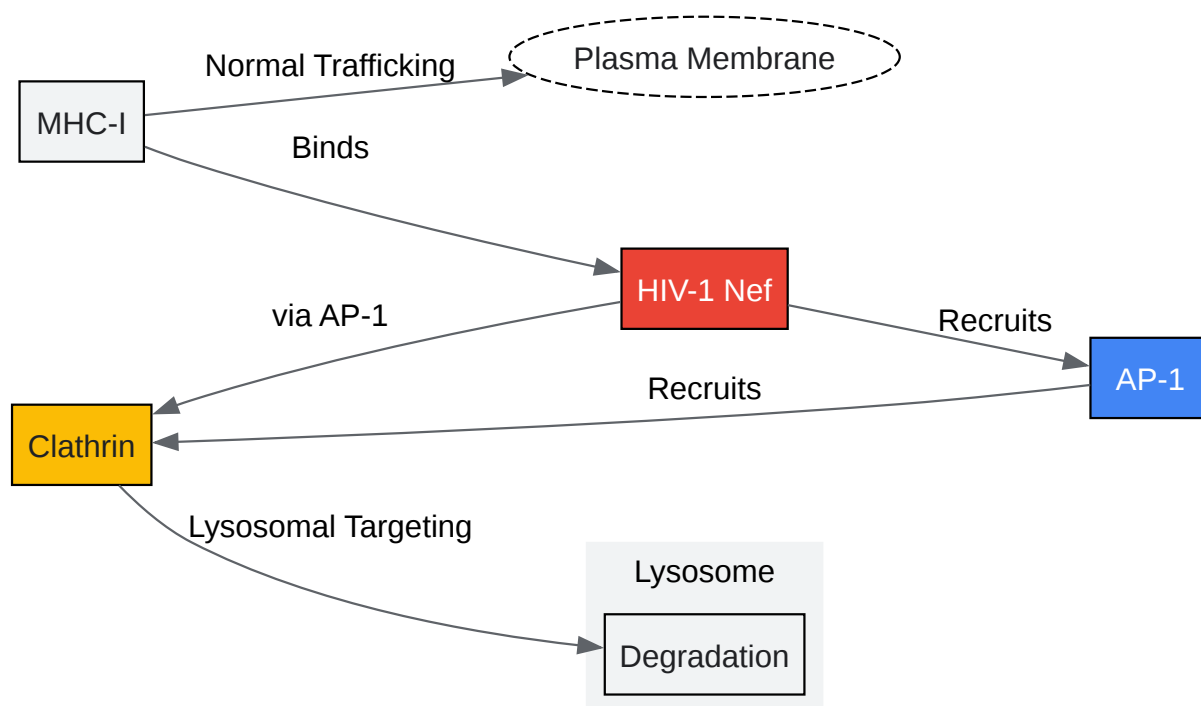 Normal Trafficking
Plasma Membrane
MHC-I
Binds
HIV-1 Nef
via AP-1
Recruits
AP-1
Recruits
Clathrin
Lysosomal Targeting
Lysosome
Degradation